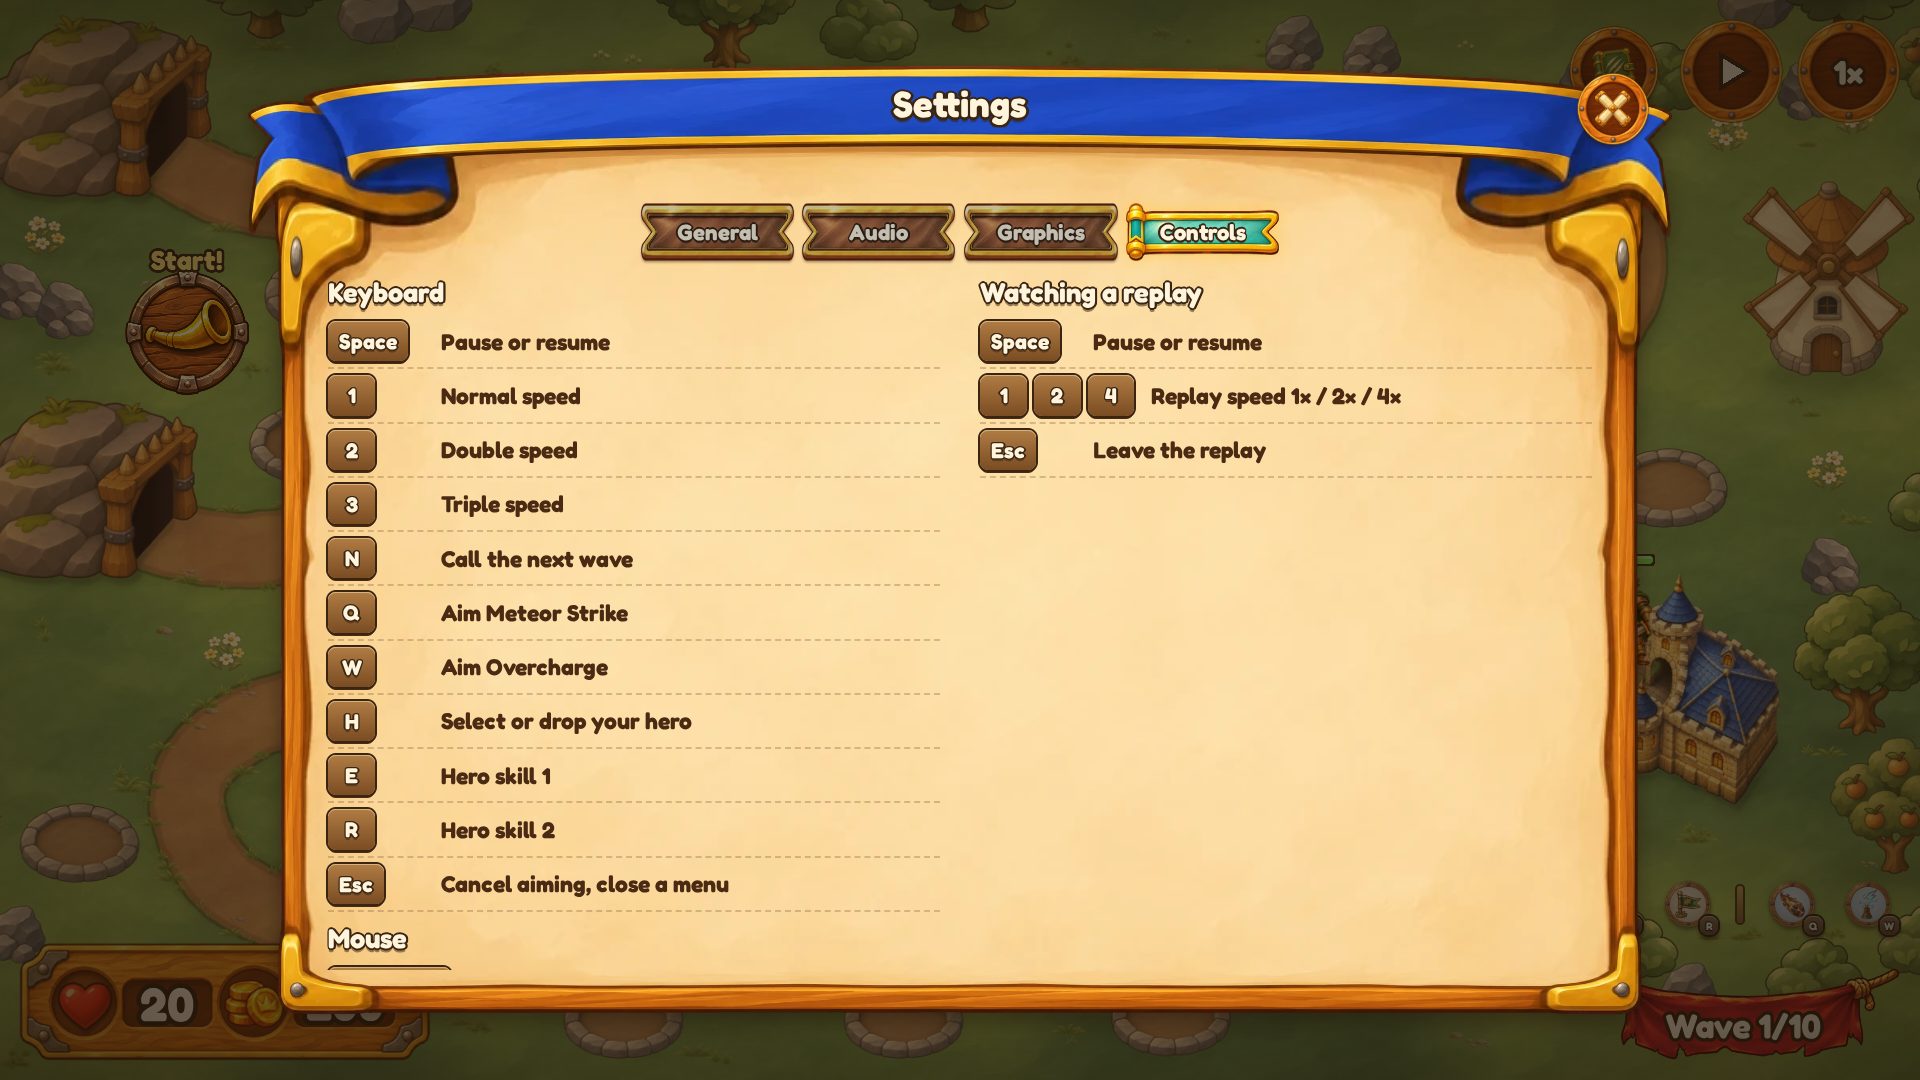 Settings
1x
General
Audio
Graphics
Controls
Start!
Keyboard
Space Pause or resume
1 Normal speed
2 Double speed
3 Triple speed
N Call the next wave
Q Aim Meteor Strike
W Aim Overcharge
H Select or drop your hero
E Hero skill 1
R Hero skill 2
Esc Cancel aiming, close a menu
Mouse
Watching a replay
Space Pause or resume
1 2 4 Replay speed 1x / 2x / 4x
Esc Leave the replay
R
Q
W
20
Wave 1/10